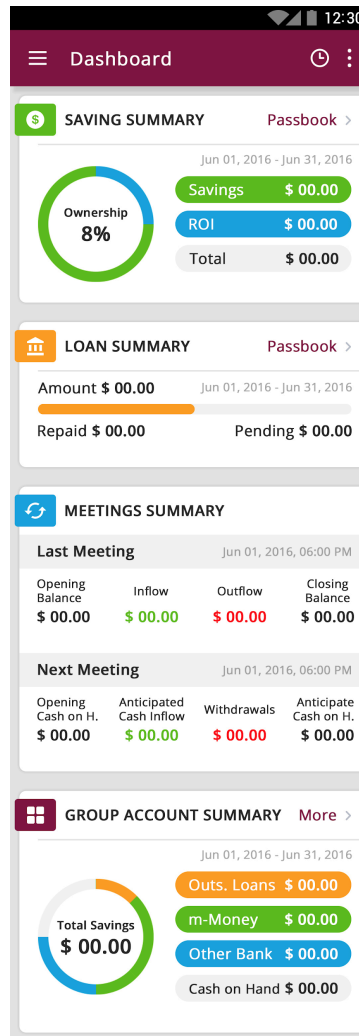 12:30
Dashboard
SAVING SUMMARY Passbook >
Jun 01, 2016 - Jun 31, 2016
Ownership
8%
Savings $ 00.00
ROI $ 00.00
Total $ 00.00
LOAN SUMMARY Passbook >
Amount $ 00.00 Jun 01, 2016 - Jun 31, 2016
Repaid $ 00.00 Pending $ 00.00
MEETINGS SUMMARY
Last Meeting Jun 01, 2016, 06:00 PM
Opening Balance Inflow Outflow Closing Balance
$ 00.00 $ 00.00 $ 00.00 $ 00.00
Next Meeting Jun 01, 2016, 06:00 PM
Opening Cash on H. Anticipated Cash Inflow Withdrawals Anticipate Cash on H.
$ 00.00 $ 00.00 $ 00.00 $ 00.00
GROUP ACCOUNT SUMMARY More >
Jun 01, 2016 - Jun 31, 2016
Total Savings
$ 00.00
Outs. Loans $ 00.00
m-Money $ 00.00
Other Bank $ 00.00
Cash on Hand $ 00.00